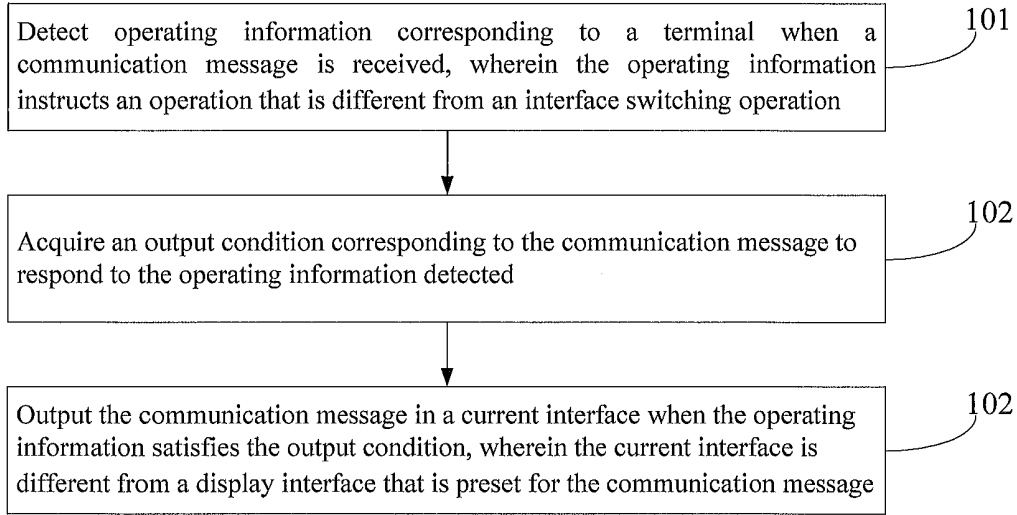 Detect operating information corresponding to a terminal when a
communication message is received, wherein the operating information
instructs an operation that is different from an interface switching operation
101
Acquire an output condition corresponding to the communication message to
respond to the operating information detected
102
Output the communication message in a current interface when the operating
information satisfies the output condition, wherein the current interface is
different from a display interface that is preset for the communication message
102